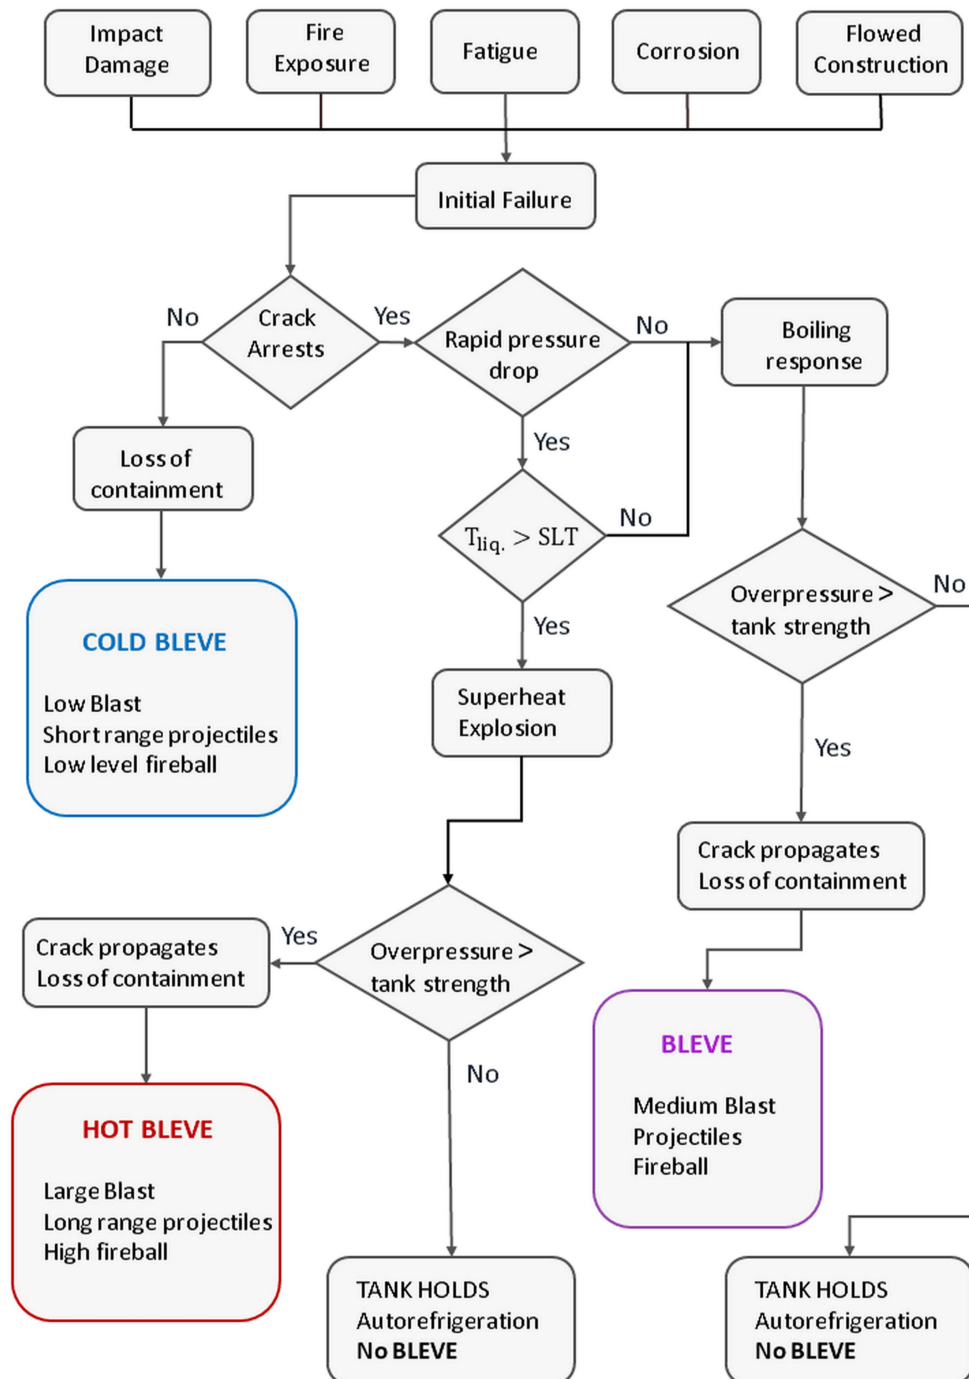 Impact
Damage
Fire
Exposure
Fatigue
Corrosion
Flowed
Construction
Initial Failure
No
Crack
Arrests
Yes
Rapid pressure
drop
No
Boiling
response
Loss of
containment
Yes
T_liq. > SLT
No
COLD BLEVE
Low Blast
Short range projectiles
Low level fireball
Yes
Overpressure >
tank strength
No
Superheat
Explosion
Yes
Crack propagates
Loss of containment
Crack propagates
Loss of containment
Yes
Overpressure >
tank strength
No
BLEVE
Medium Blast
Projectiles
Fireball
HOT BLEVE
Large Blast
Long range projectiles
High fireball
TANK HOLDS
Autorefrigeration
No BLEVE
TANK HOLDS
Autorefrigeration
No BLEVE